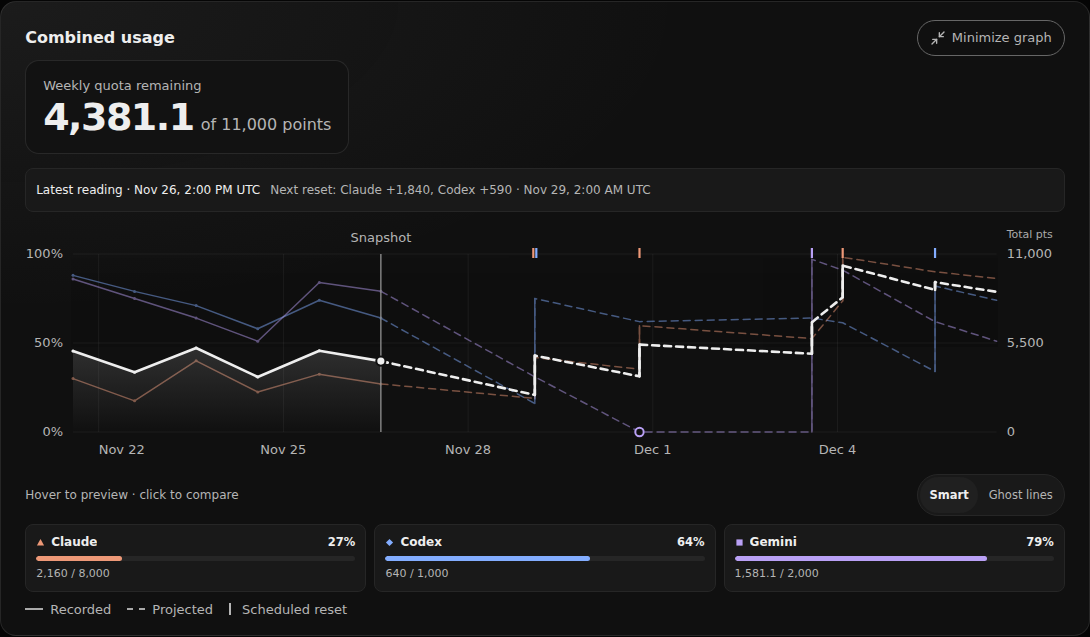 Combined usage
Minimize graph
Weekly quota remaining
4,381.1 of 11,000 points
Latest reading · Nov 26, 2:00 PM UTC Next reset: Claude +1,840, Codex +590 · Nov 29, 2:00 AM UTC
Snapshot
Total pts
100%
11,000
50%
5,500
0%
0
Nov 22
Nov 25
Nov 28
Dec 1
Dec 4
Hover to preview · click to compare
Smart
Ghost lines
Claude
27%
2,160 / 8,000
Codex
64%
640 / 1,000
Gemini
79%
1,581.1 / 2,000
Recorded
Projected
Scheduled reset